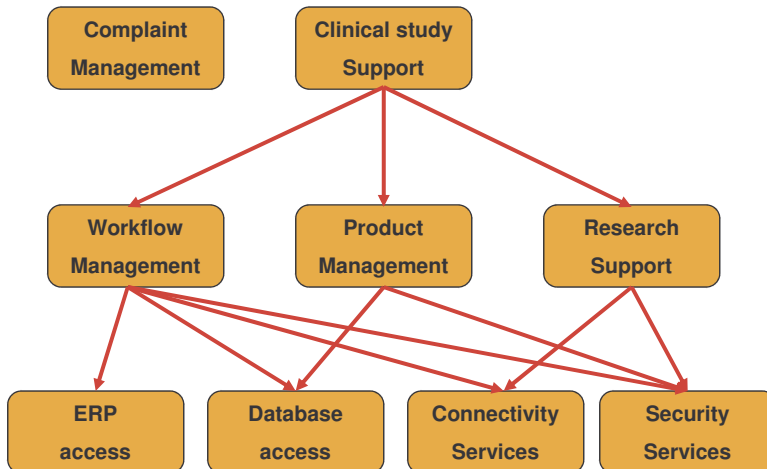 Complaint
Management
Clinical study
Support
Workflow
Management
Product
Management
Research
Support
ERP
access
Database
access
Connectivity
Services
Security
Services